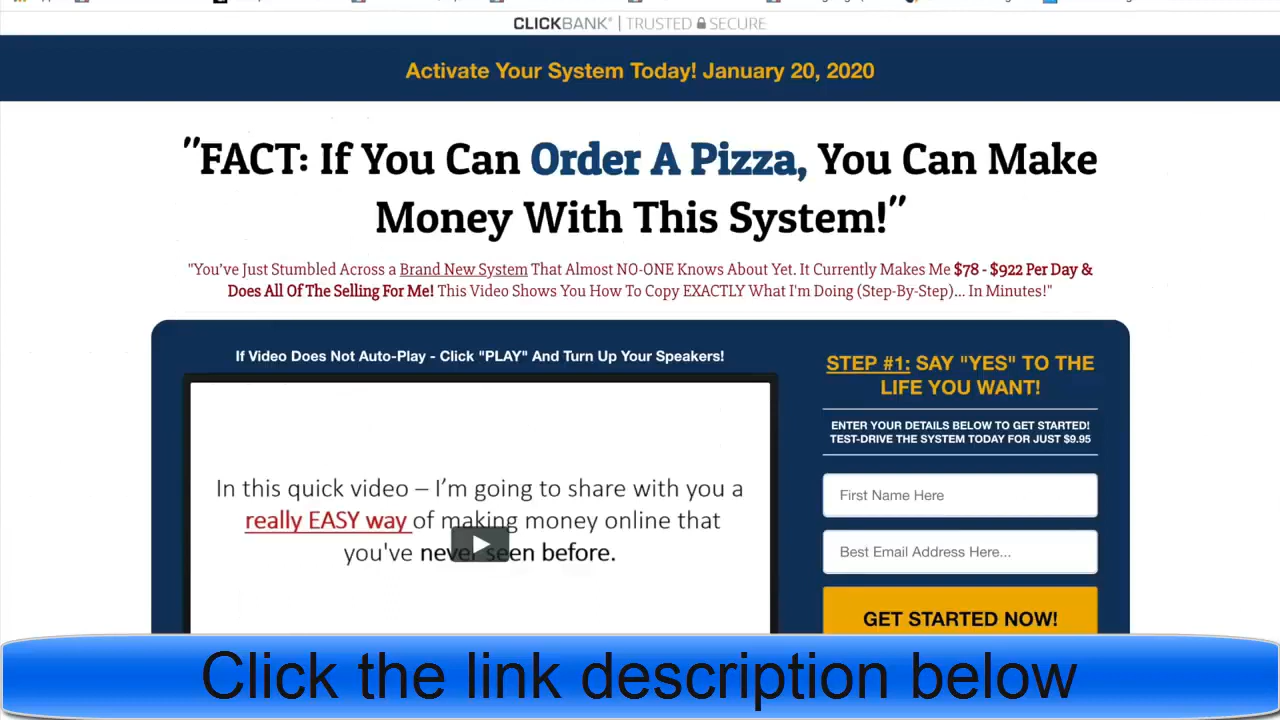 CLICKBANK® | TRUSTED SECURE
Activate Your System Today! January 20, 2020
"FACT: If You Can Order A Pizza, You Can Make
Money With This System!"
"You've Just Stumbled Across a Brand New System That Almost NO-ONE Knows About Yet. It Currently Makes Me $78 - $922 Per Day &
Does All Of The Selling For Me! This Video Shows You How To Copy EXACTLY What I'm Doing (Step-By-Step)... In Minutes!"
If Video Does Not Auto-Play - Click "PLAY" And Turn Up Your Speakers!
In this quick video – I'm going to share with you a
really EASY way of making money online that
you've never seen before.
STEP #1: SAY "YES" TO THE
LIFE YOU WANT!
ENTER YOUR DETAILS BELOW TO GET STARTED!
TEST-DRIVE THE SYSTEM TODAY FOR JUST $9.95
First Name Here
Best Email Address Here...
GET STARTED NOW!
Click the link description below